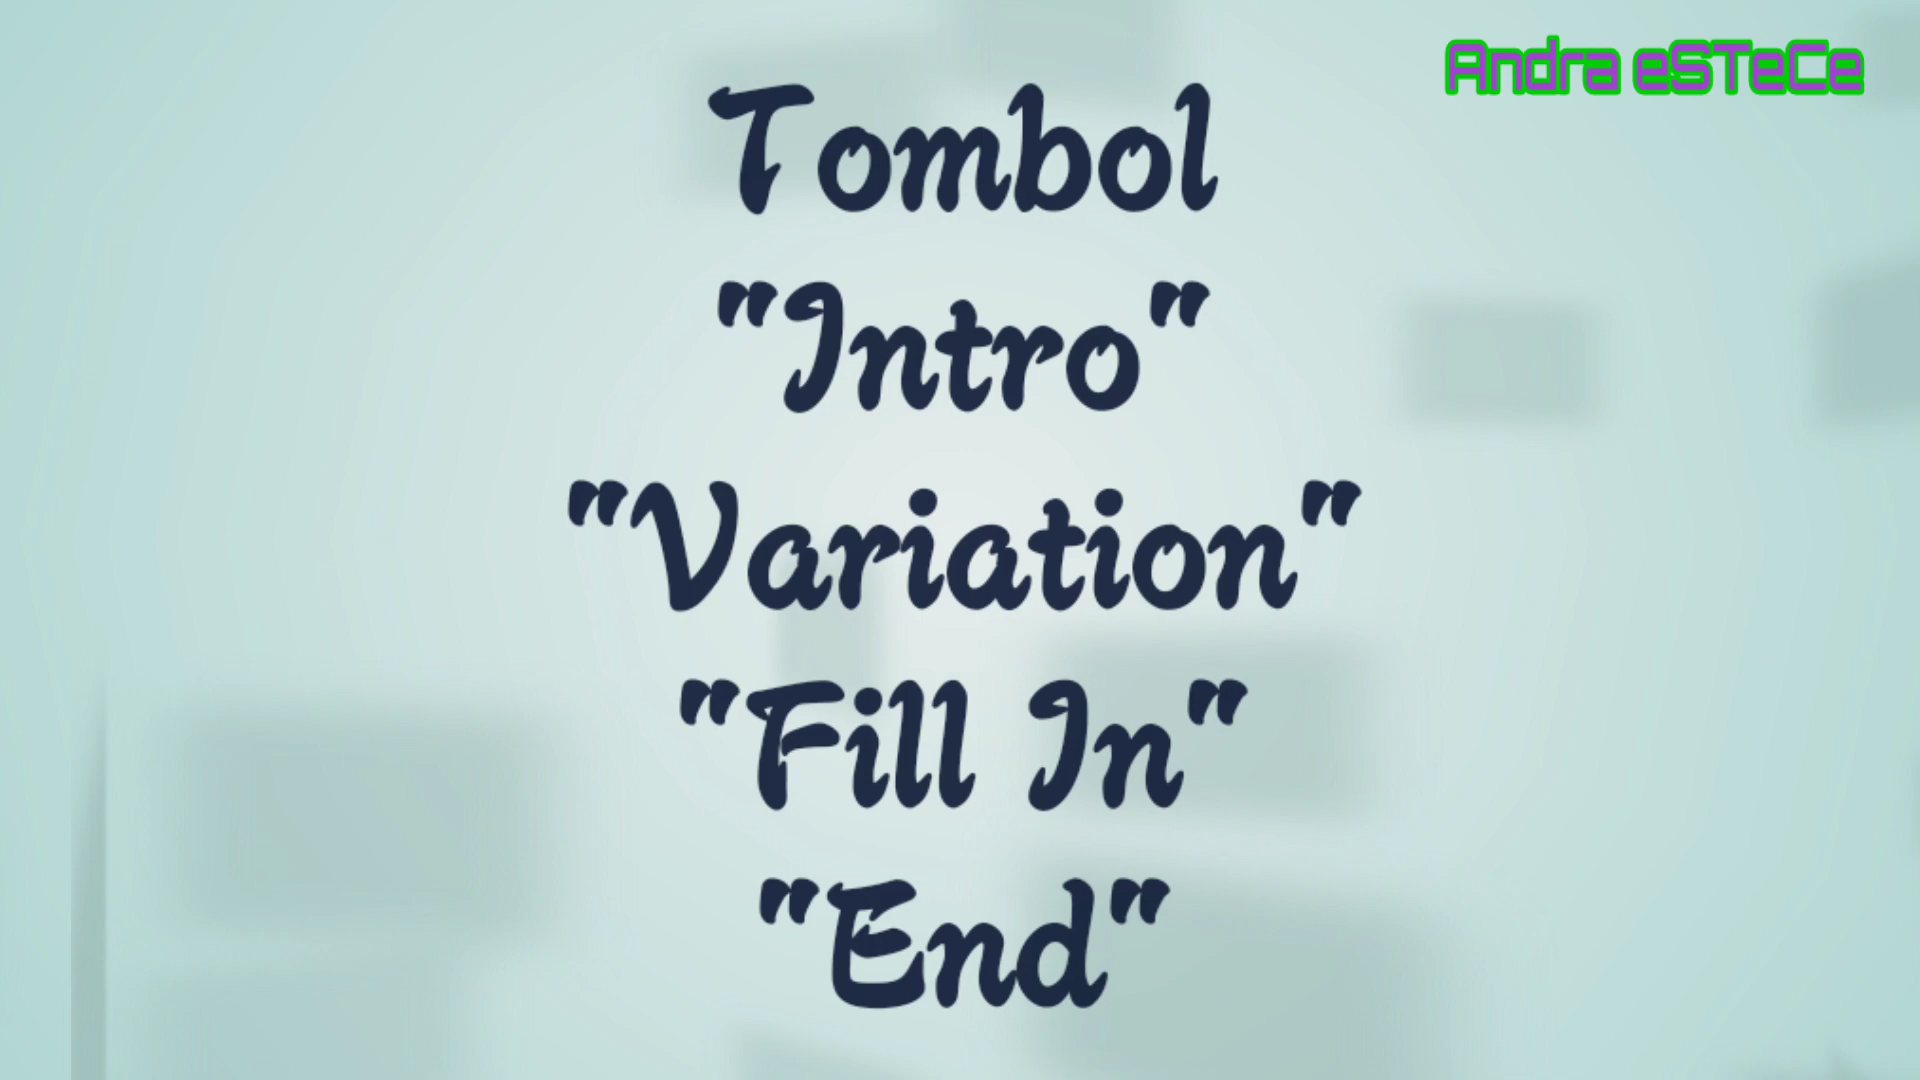 Andra eSTeCe
Tombol
"Intro"
"Variation"
"Fill In"
"End"